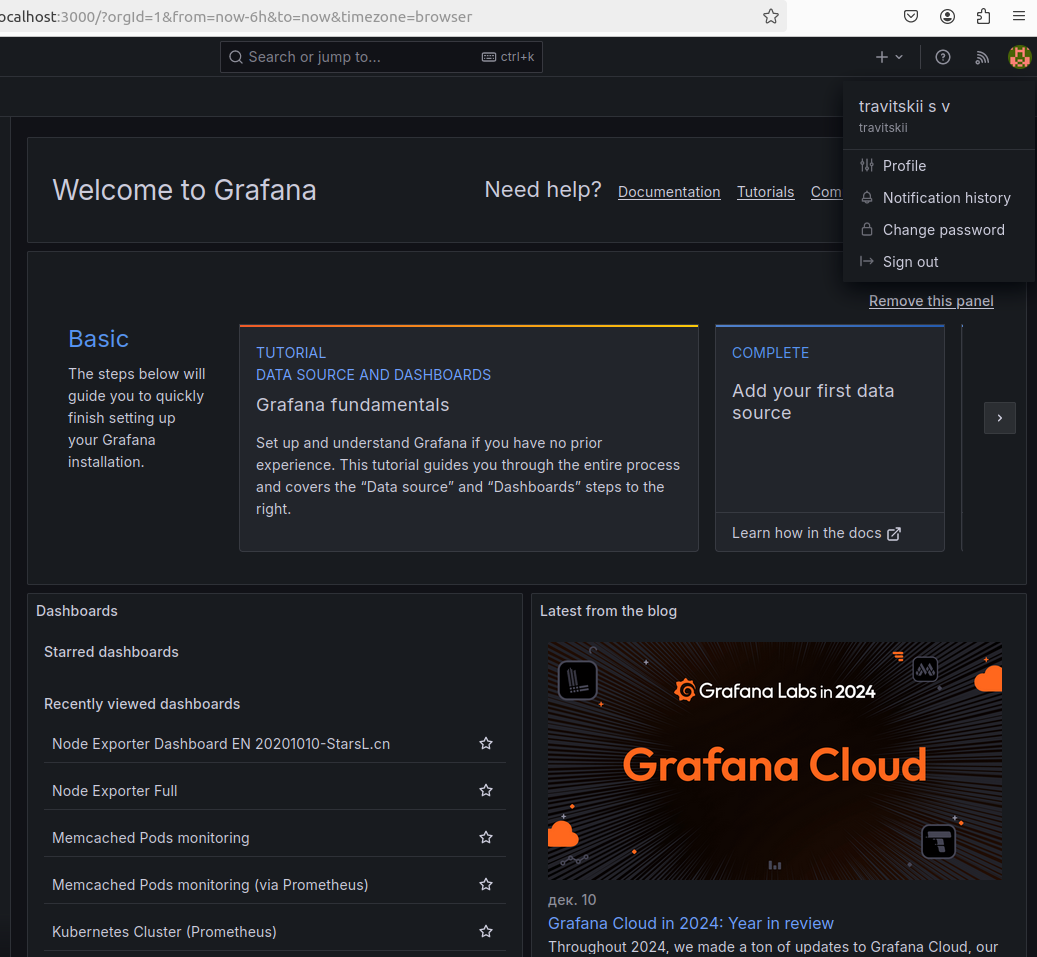 ocalhost:3000/?orgId=1&from=now-6h&to=now&timezone=browser
Search or jump to...
ctrl+k
travitskii s v
travitskii
Profile
Notification history
Change password
Sign out
Welcome to Grafana
Need help?
Documentation
Tutorials
Com
Remove this panel
Basic
The steps below will
guide you to quickly
finish setting up
your Grafana
installation.
TUTORIAL
DATA SOURCE AND DASHBOARDS
Grafana fundamentals
Set up and understand Grafana if you have no prior
experience. This tutorial guides you through the entire process
and covers the “Data source” and “Dashboards” steps to the
right.
COMPLETE
Add your first data
source
Learn how in the docs
Dashboards
Starred dashboards
Recently viewed dashboards
Node Exporter Dashboard EN 20201010-StarsL.cn
Node Exporter Full
Memcached Pods monitoring
Memcached Pods monitoring (via Prometheus)
Kubernetes Cluster (Prometheus)
Latest from the blog
Grafana Labs in 2024
Grafana Cloud
дек. 10
Grafana Cloud in 2024: Year in review
Throughout 2024, we made a ton of updates to Grafana Cloud, our